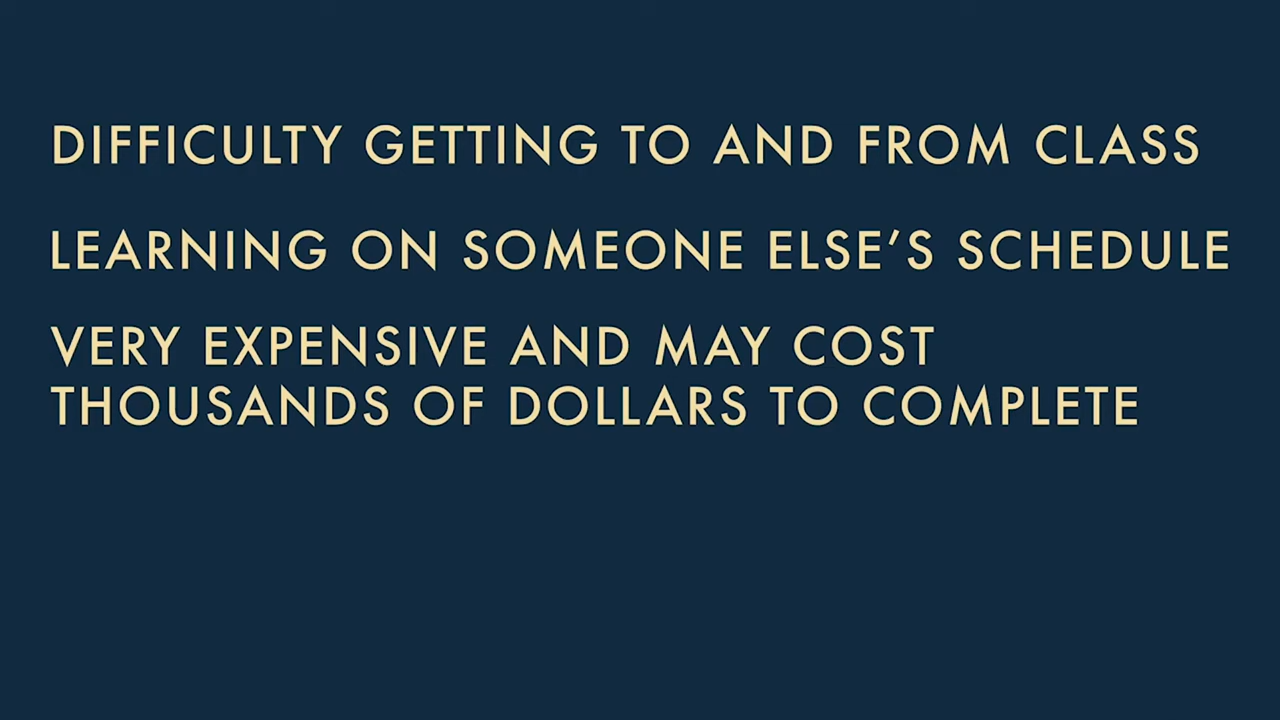 DIFFICULTY GETTING TO AND FROM CLASS
LEARNING ON SOMEONE ELSE’S SCHEDULE
VERY EXPENSIVE AND MAY COST
THOUSANDS OF DOLLARS TO COMPLETE